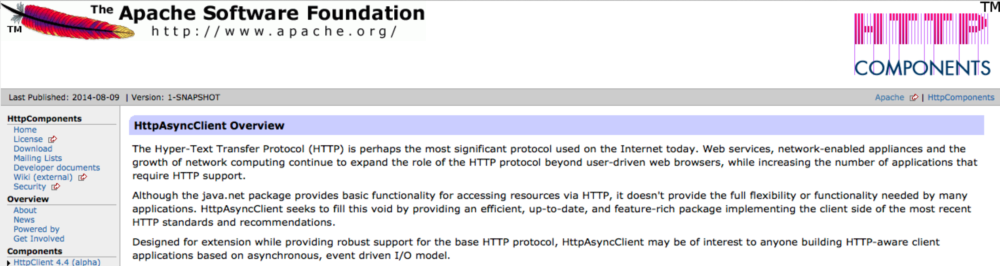 The Apache Software Foundation
http://www.apache.org/
TM
TM
HTTP
COMPONENTS
Last Published: 2014-08-09 | Version: 1-SNAPSHOT
Apache | HttpComponents
HttpComponents
Home
License
Download
Mailing Lists
Developer documents
Wiki (external)
Security
Overview
About
News
Powered by
Get Involved
Components
HttpClient 4.4 (alpha)
HttpAsyncClient Overview
The Hyper-Text Transfer Protocol (HTTP) is perhaps the most significant protocol used on the Internet today. Web services, network-enabled appliances and the
growth of network computing continue to expand the role of the HTTP protocol beyond user-driven web browsers, while increasing the number of applications that
require HTTP support.
Although the java.net package provides basic functionality for accessing resources via HTTP, it doesn't provide the full flexibility or functionality needed by many
applications. HttpAsyncClient seeks to fill this void by providing an efficient, up-to-date, and feature-rich package implementing the client side of the most recent
HTTP standards and recommendations.
Designed for extension while providing robust support for the base HTTP protocol, HttpAsyncClient may be of interest to anyone building HTTP-aware client
applications based on asynchronous, event driven I/O model.